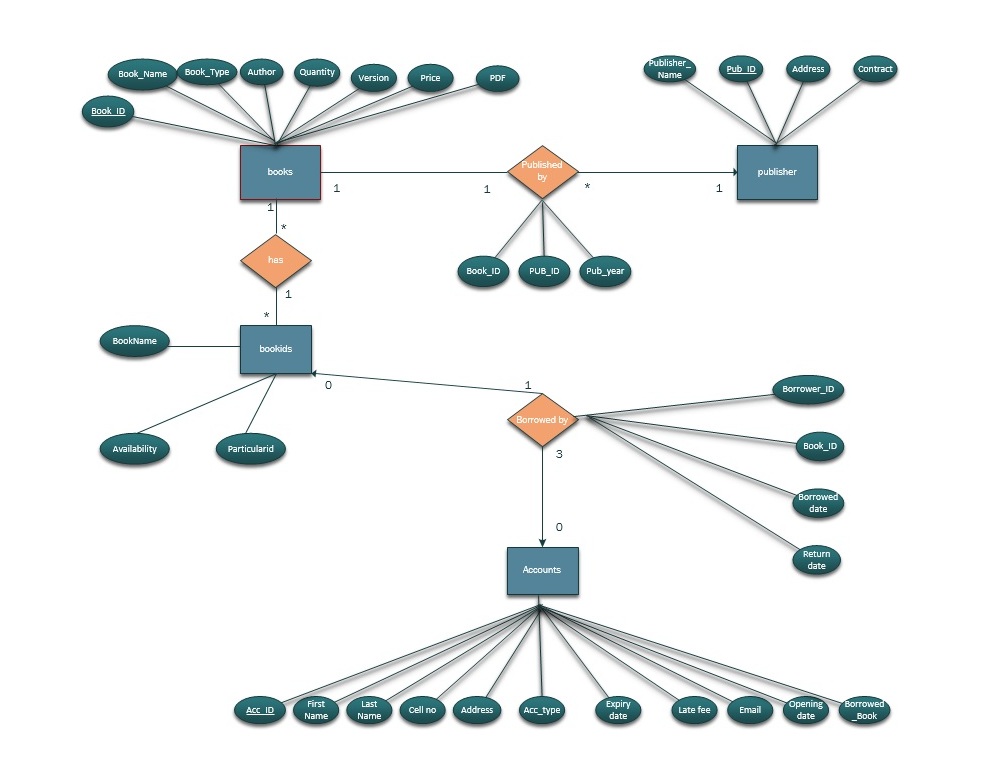 Book_Name
Book_Type
Author
Quantity
Version
Price
PDF
Book_ID
Publisher_
Name
Pub_ID
Address
Contract
books
1
1
Published
by
*
1
publisher
1
*
Book_ID
PUB_ID
Pub_year
has
1
*
BookName
bookids
0
1
Availability
Particularid
Borrowed by
3
0
Borrower_ID
Book_ID
Borrowed
date
Return
date
Accounts
Acc_ID
First
Name
Last
Name
Cell no
Address
Acc_type
Expiry
date
Late fee
Email
Opening
date
Borrowed
_Book